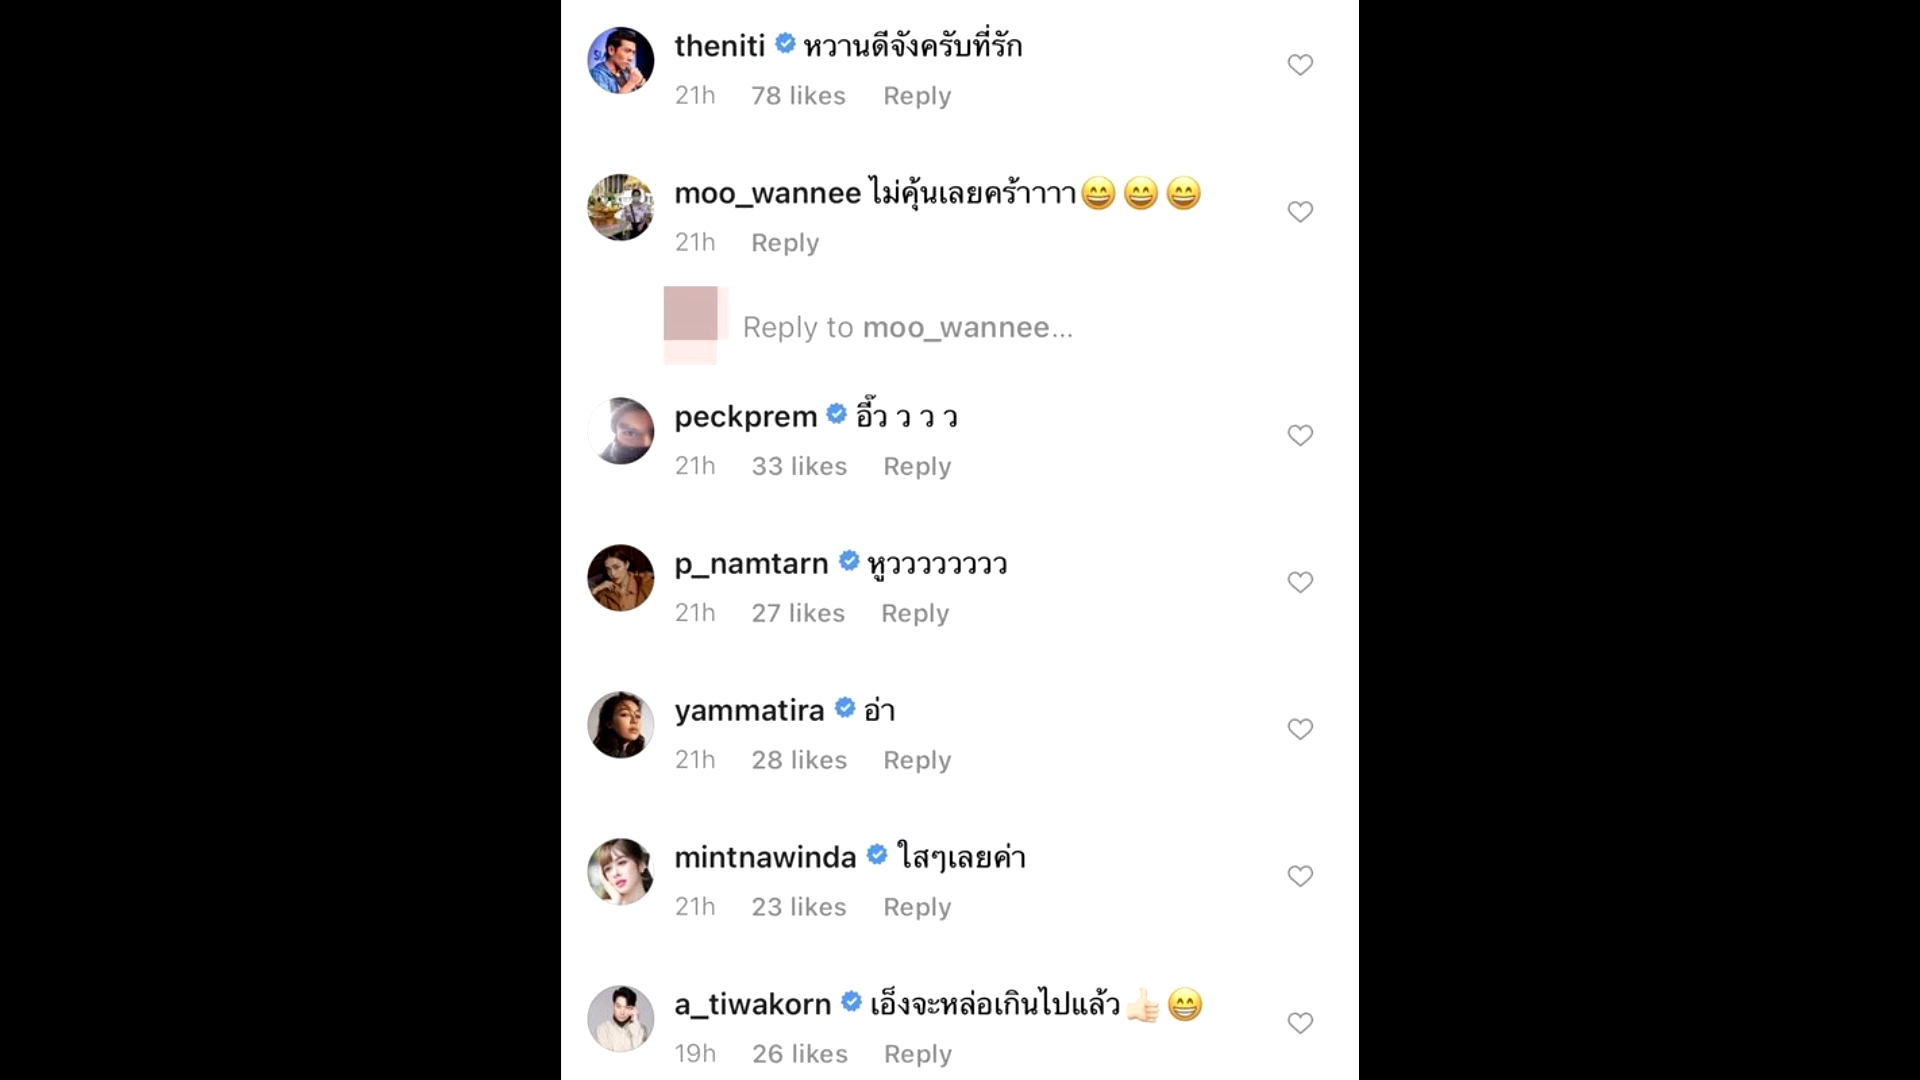 theniti หวานดีจังครับที่รัก
21h 78 likes Reply
moo_wannee ไม่คุ้นเลยคร้าาาา😄😄😄
21h Reply
Reply to moo_wannee...
peckprem อี๊ว ว ว ว
21h 33 likes Reply
p_namtarn หูวววววววว
21h 27 likes Reply
yammatira อ่า
21h 28 likes Reply
mintnawinda ใสๆเลยค่า
21h 23 likes Reply
a_tiwakorn เอ็งจะหล่อเกินไปแล้ว👍🏻😁
19h 26 likes Reply